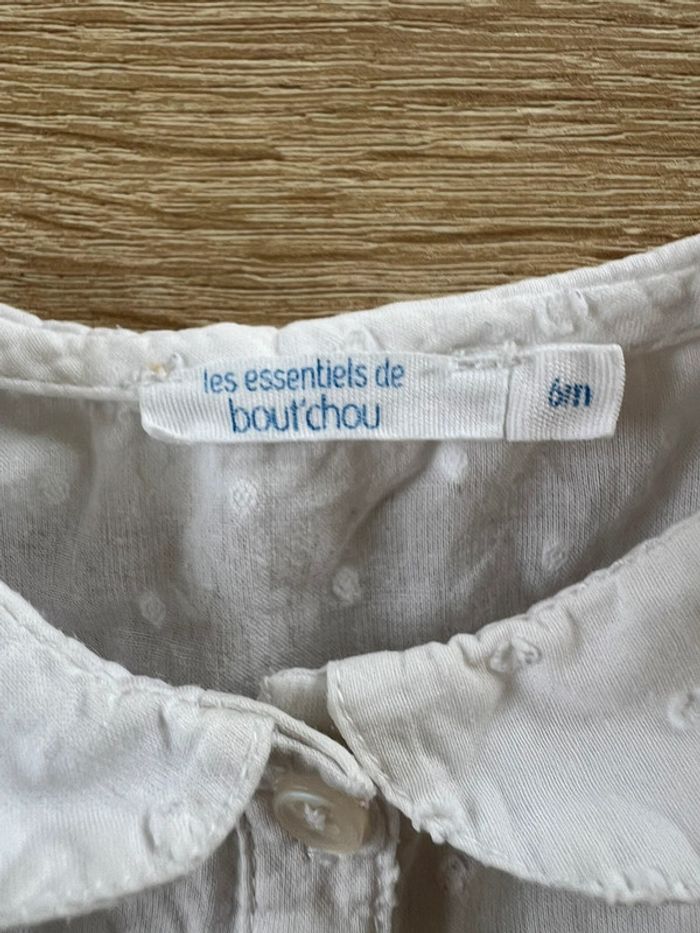 les essentiels de
bout'chou
6m